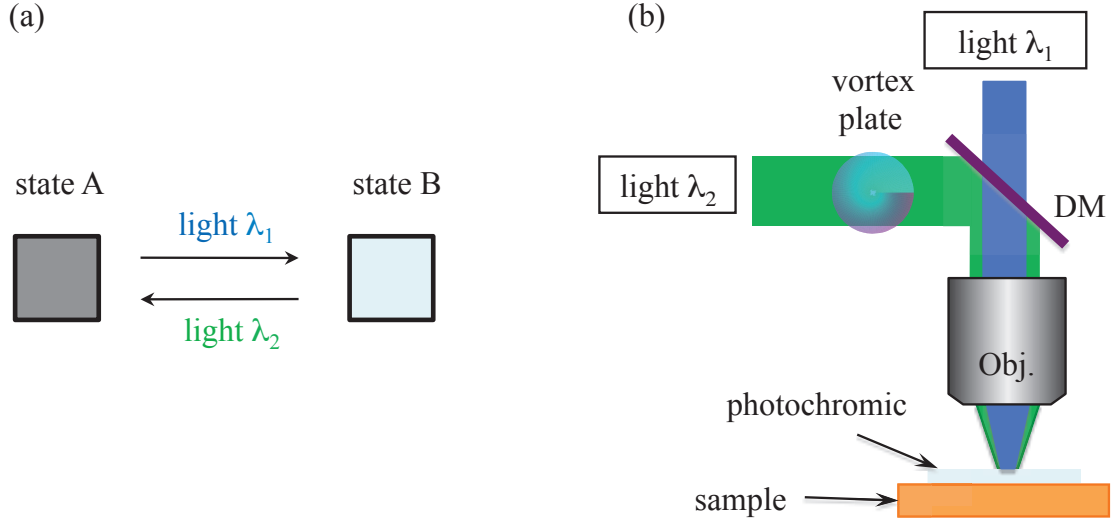 (a)
state A
state B
light λ₁
light λ₂
(b)
light λ₁
vortex
plate
light λ₂
DM
Obj.
photochromic
sample